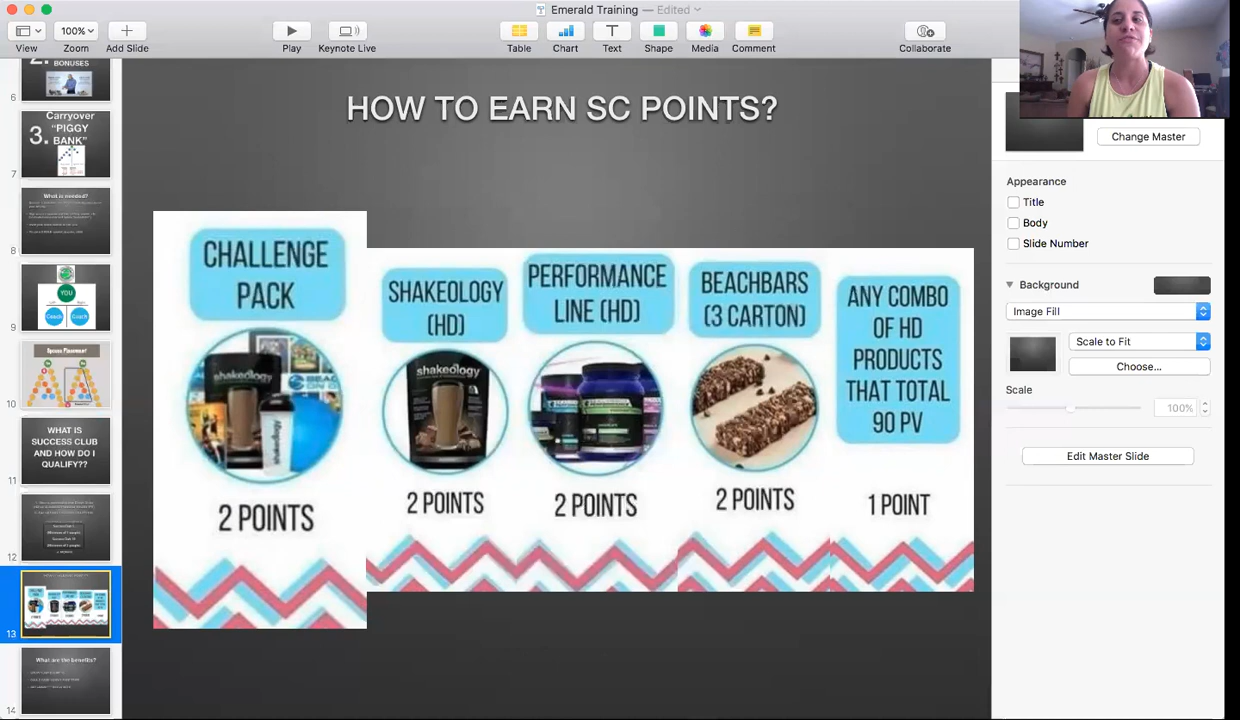 Emerald Training — Edited
View
100%
Zoom
Add Slide
Play
Keynote Live
Table
Chart
Text
Shape
Media
Comment
Collaborate
2.
BONUSES
6
3.
Carryover
"PIGGY
BANK"
7
What is needed?
8
YOU
Coach
Coach
9
10
WHAT IS
SUCCESS CLUB
AND HOW DO I
QUALIFY??
11
12
13
What are the benefits?
14
HOW TO EARN SC POINTS?
CHALLENGE
PACK
2 POINTS
SHAKEOLOGY
(HD)
shakeology
2 POINTS
PERFORMANCE
LINE (HD)
2 POINTS
BEACHBARS
(3 CARTON)
2 POINTS
ANY COMBO
OF HD
PRODUCTS
THAT TOTAL
90 PV
1 POINT
Change Master
Appearance
Title
Body
Slide Number
Background
Image Fill
Scale to Fit
Choose...
Scale
100%
Edit Master Slide